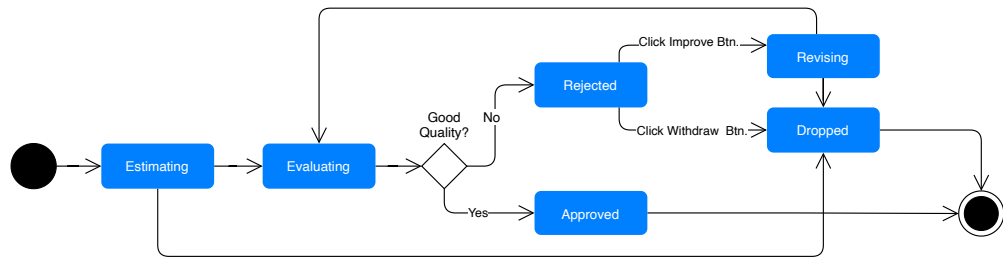 Click Improve Btn.
Revising
Rejected
Good
Quality?
No
Click Withdraw  Btn.
Dropped
Estimating
Evaluating
Yes
Approved